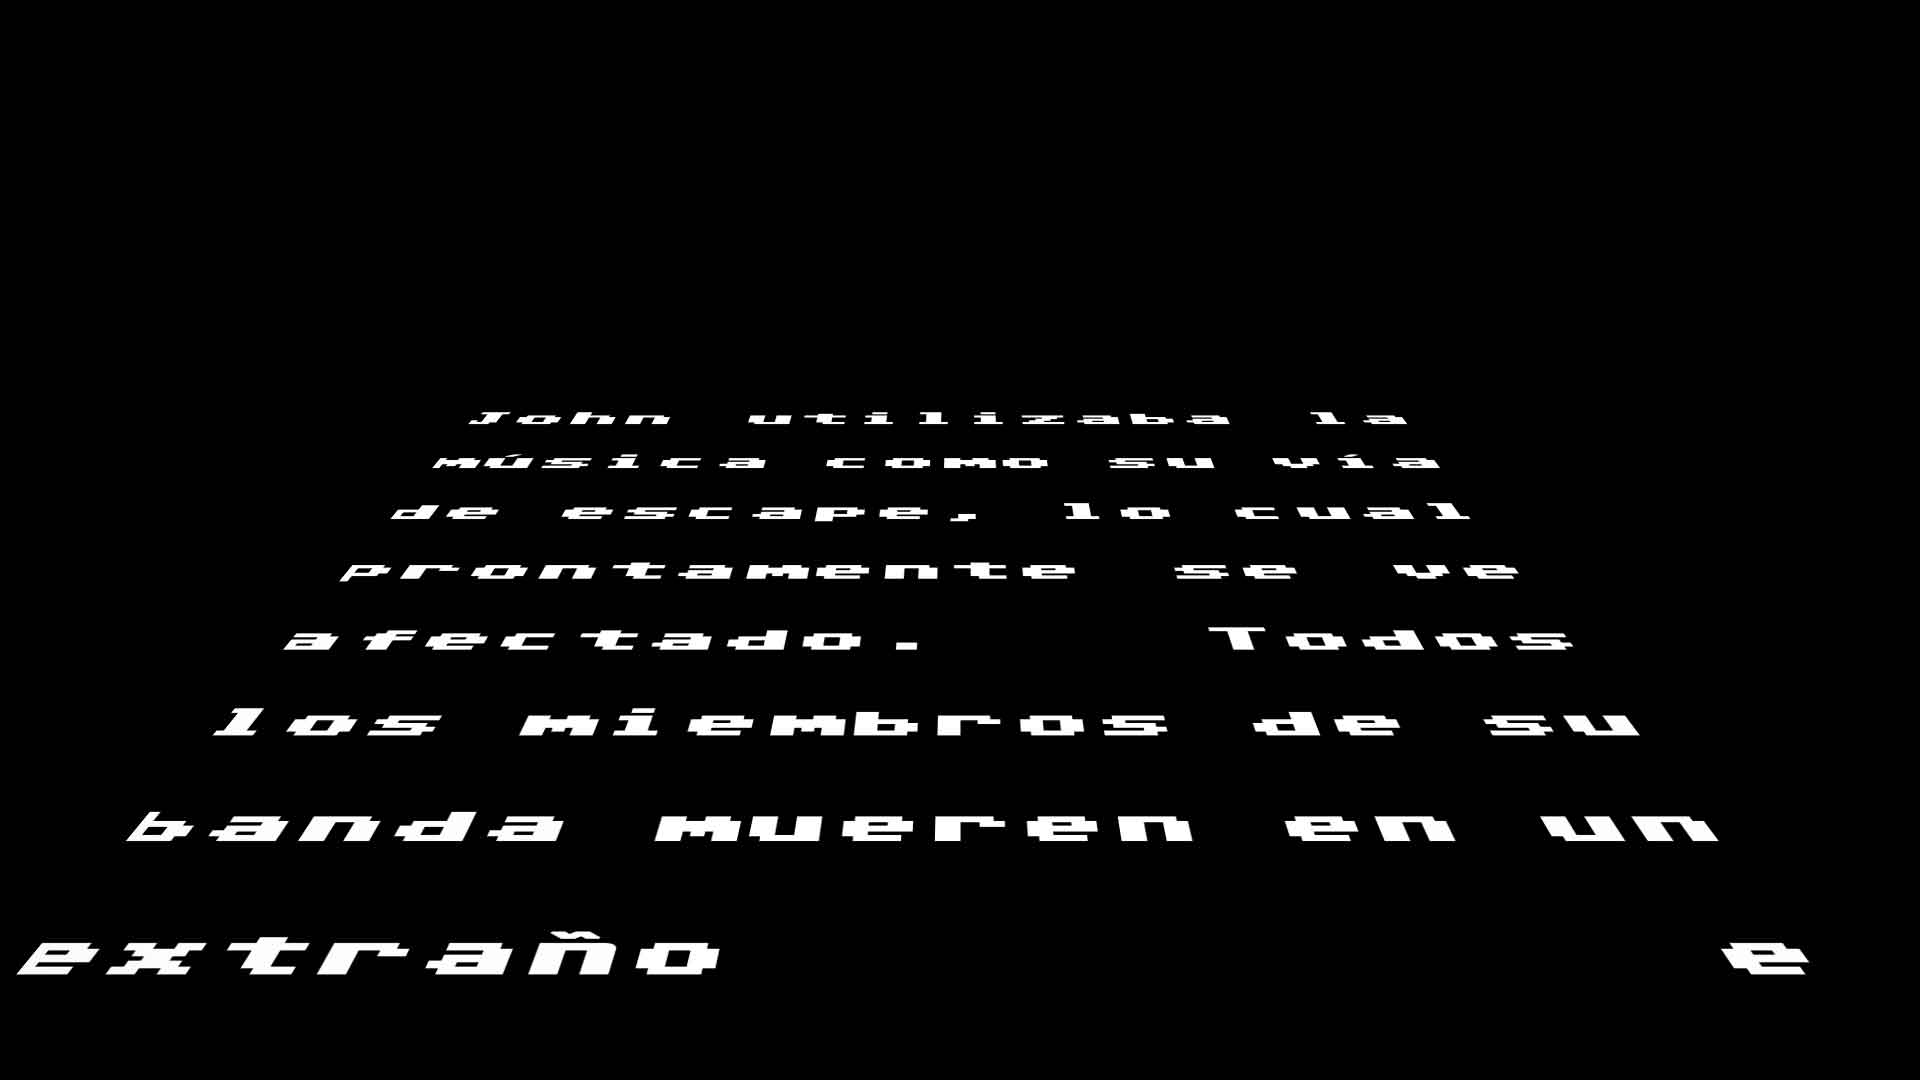 John utilizaba la
música como su vía
de escape, lo cual
prontamente se ve
afectado. Todos
los miembros de su
banda mueren en un
extraño e